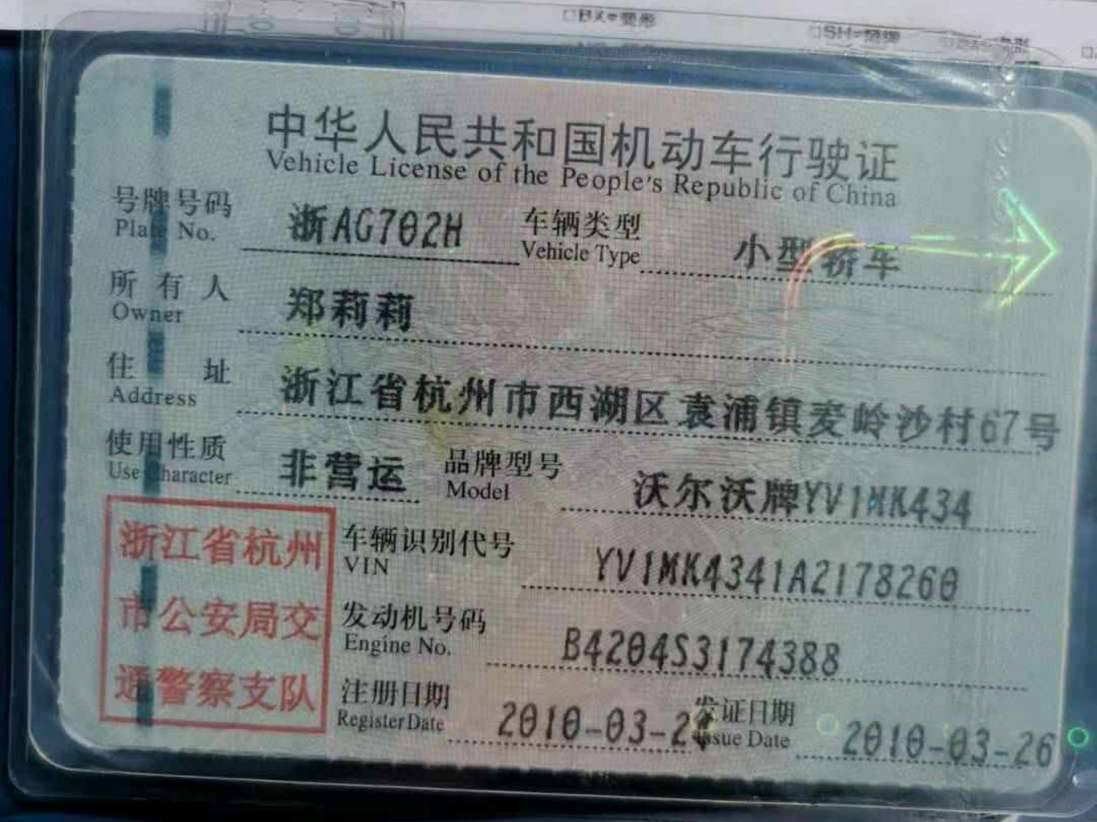 中华人民共和国机动车行驶证
Vehicle License of the People's Republic of China
号牌号码 浙AG702H 车辆类型 小型轿车
Plate No. Vehicle Type
所有人 郑莉莉
Owner
住址 浙江省杭州市西湖区袁浦镇麦岭沙村67号
Address
使用性质 非营运 品牌型号 沃尔沃牌YV1MK434
Use Character Model
浙江省杭州
市公安局交
通警察支队
车辆识别代号 YV1MK4341A2178260
VIN
发动机号码 B4204S3174388
Engine No.
注册日期 发证日期 2010-03-26
Register Date Issue Date